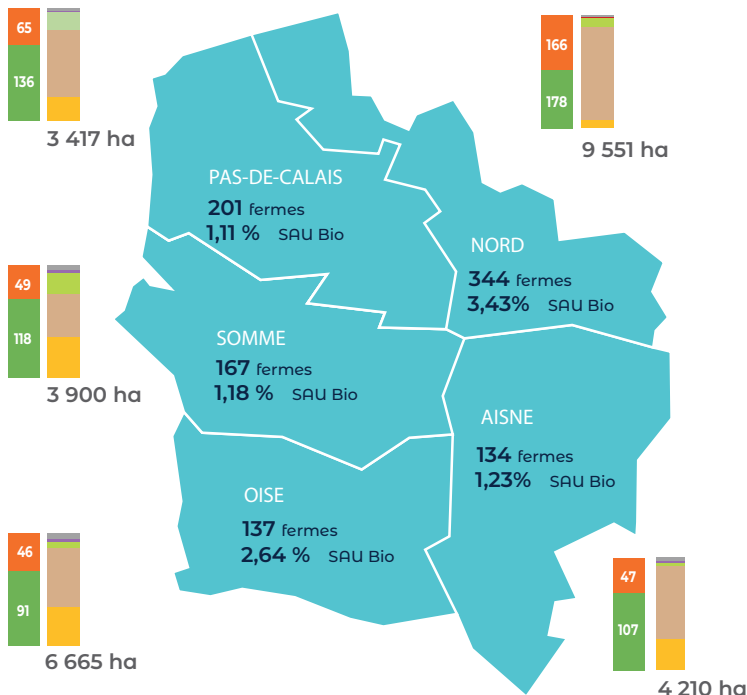 65
136
3 417 ha
166
178
9 551 ha
PAS-DE-CALAIS
201 fermes
1,11 % SAU Bio
NORD
344 fermes
3,43% SAU Bio
49
118
3 900 ha
SOMME
167 fermes
1,18 % SAU Bio
AISNE
134 fermes
1,23% SAU Bio
OISE
137 fermes
2,64 % SAU Bio
46
91
6 665 ha
47
107
4 210 ha